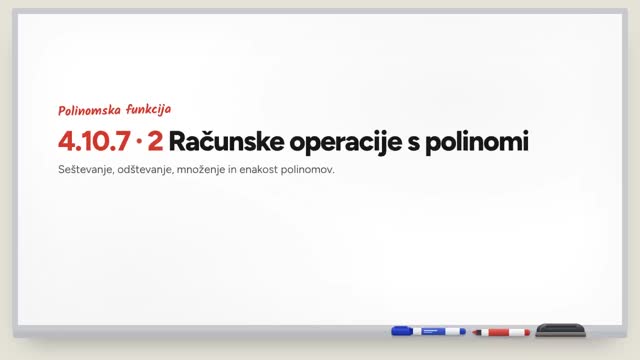 Polinomska funkcija
4.10.7 · 2 Računske operacije s polinomi
Seštevanje, odštevanje, množenje in enakost polinomov.